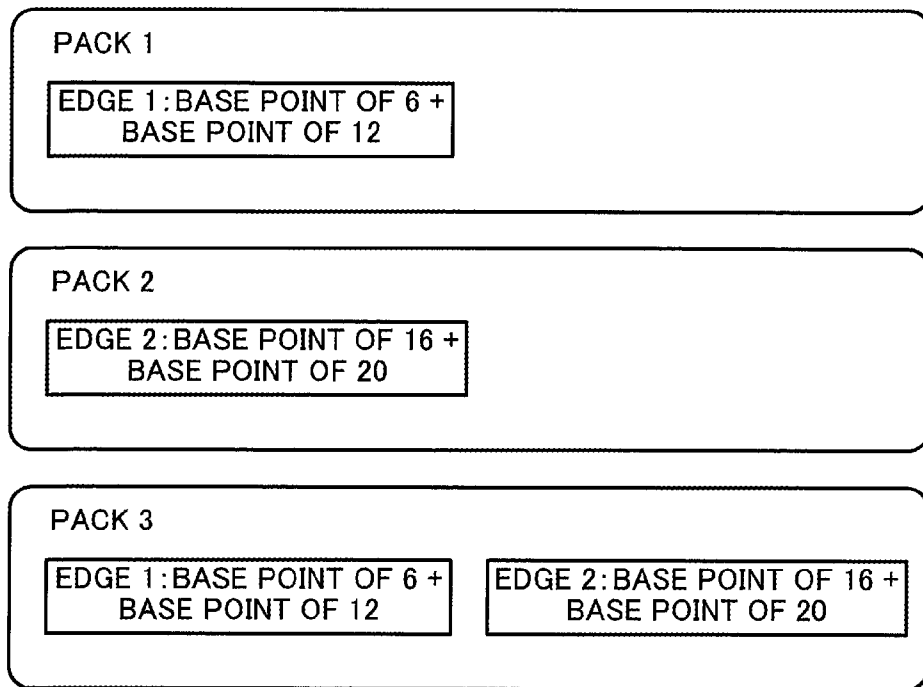 PACK 1
EDGE 1:BASE POINT OF 6 +
BASE POINT OF 12
PACK 2
EDGE 2:BASE POINT OF 16 +
BASE POINT OF 20
PACK 3
EDGE 1:BASE POINT OF 6 +
BASE POINT OF 12
EDGE 2:BASE POINT OF 16 +
BASE POINT OF 20